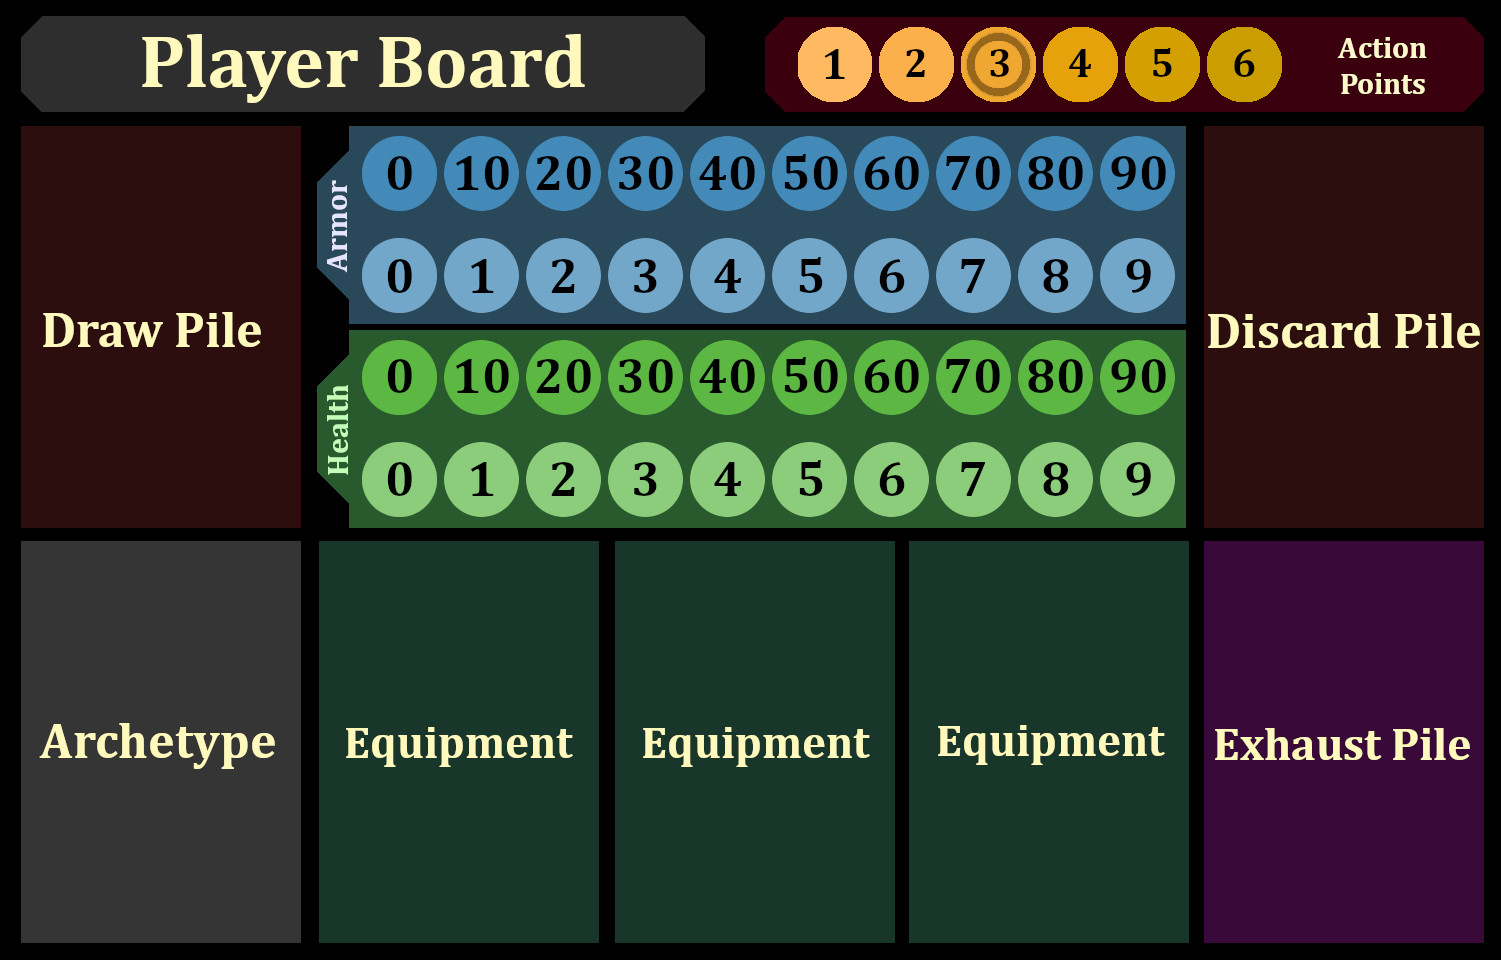 Player Board
1 2 3 4 5 6
Action
Points
Draw Pile
Armor
0 10 20 30 40 50 60 70 80 90
0 1 2 3 4 5 6 7 8 9
Health
0 10 20 30 40 50 60 70 80 90
0 1 2 3 4 5 6 7 8 9
Discard Pile
Archetype
Equipment
Equipment
Equipment
Exhaust Pile